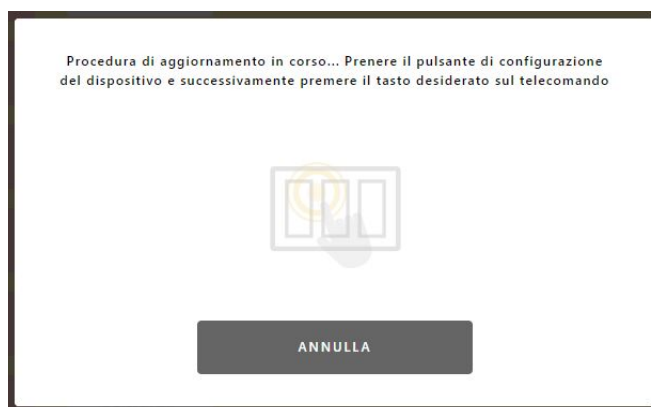 Procedura di aggiornamento in corso... Prenere il pulsante di configurazione
del dispositivo e successivamente premere il tasto desiderato sul telecomando
ANNULLA